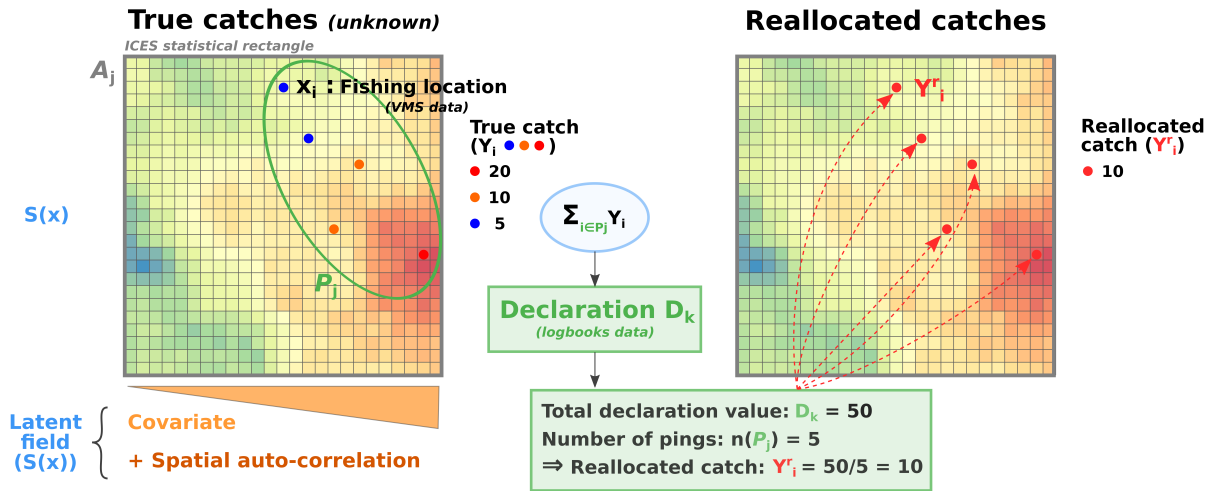 True catches (unknown)
ICES statistical rectangle
Aj
xi : Fishing location
(VMS data)
Pj
S(x)
True catch
(Yi )
20
10
5
Σi∈Pj Yi
Declaration Dk
(logbooks data)
Reallocated catches
Yri
Reallocated
catch (Yri)
10
Latent
field
(S(x))
Covariate
+ Spatial auto-correlation
Total declaration value: Dk = 50
Number of pings: n(Pj) = 5
⇒ Reallocated catch: Yri = 50/5 = 10